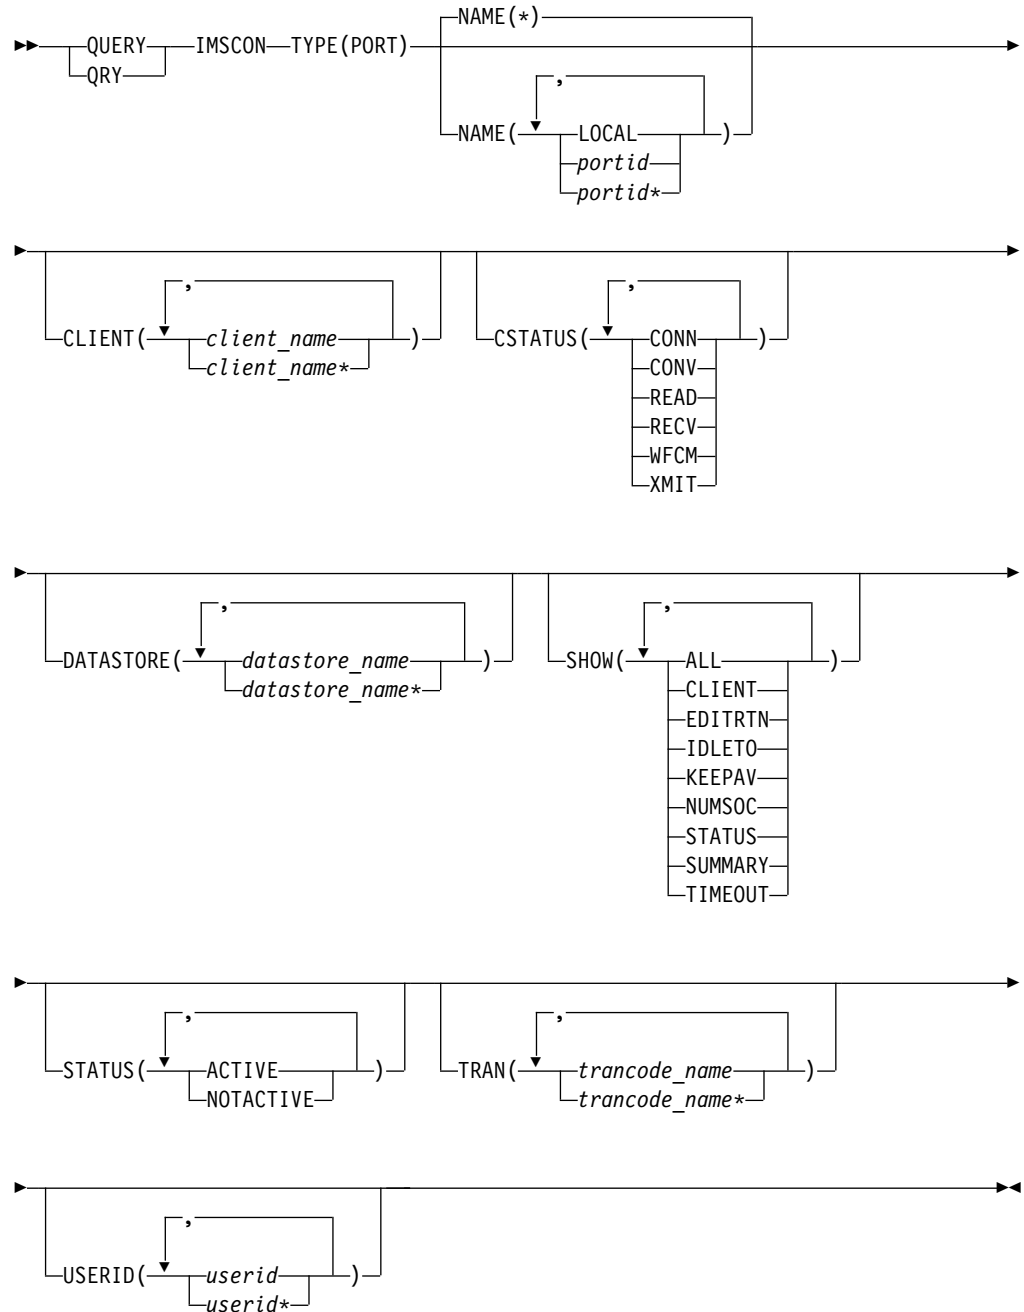 NAME(*)
QUERY IMSCON TYPE(PORT)
QRY
,
NAME( LOCAL )
portid
portid*
, ,
CLIENT( client_name ) CSTATUS( CONN )
client_name* CONV
READ
RECV
WFCM
XMIT
, ,
DATASTORE( datastore_name ) SHOW( ALL )
datastore_name* CLIENT
EDITRTN
IDLETO
KEEPAV
NUMSOC
STATUS
SUMMARY
TIMEOUT
, ,
STATUS( ACTIVE ) TRAN( trancode_name )
NOTACTIVE trancode_name*
,
USERID( userid )
userid*